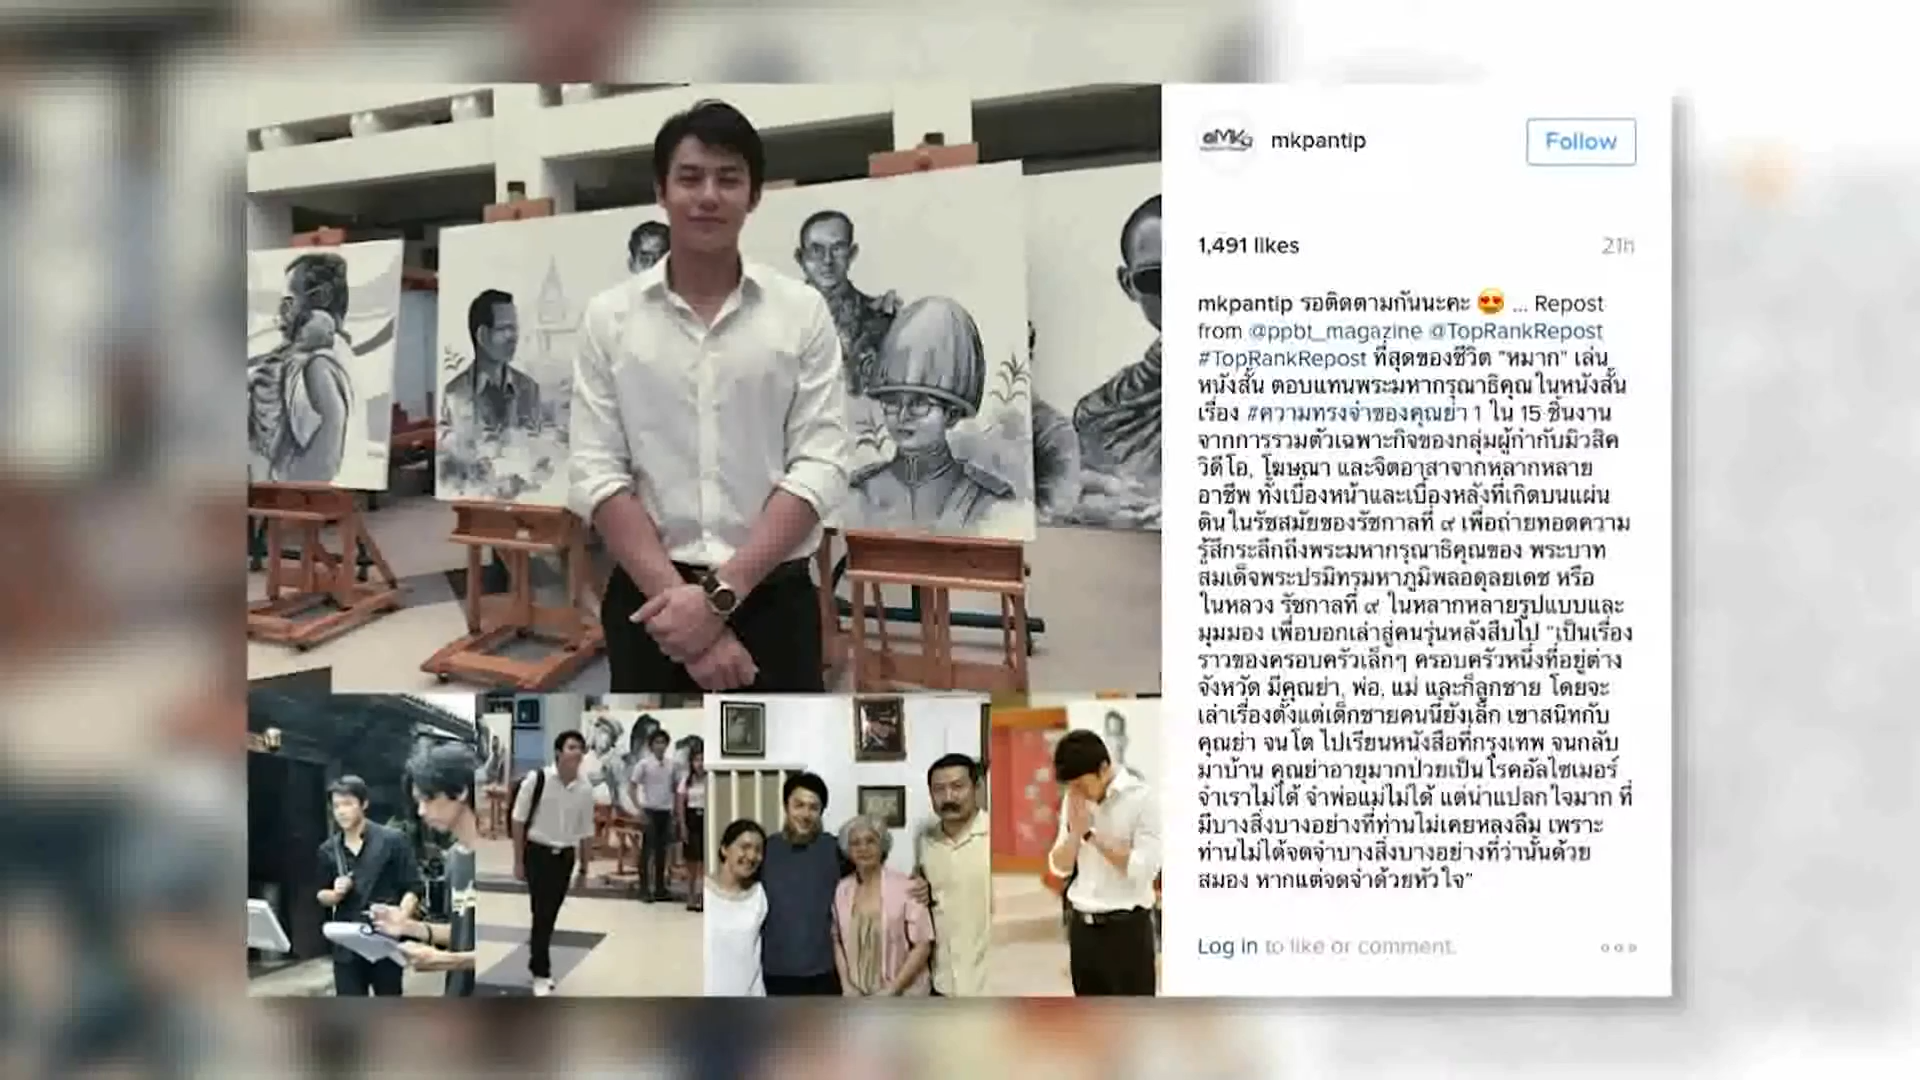 mkpantip
Follow
1,491 likes
21h
mkpantip รอติดตามกันนะคะ 😍 ... Repost
from @ppbt_magazine @TopRankRepost
#TopRankRepost ที่สุดของชีวิต "หมาก" เล่น
หนังสั้น ตอบแทนพระมหากรุณาธิคุณในหนังสั้น
เรื่อง #ความทรงจำของคุณย่า 1 ใน 15 ชิ้นงาน
จากการรวมตัวเฉพาะกิจของกลุ่มผู้กำกับมิวสิค
วิดีโอ, โฆษณา และจิตอาสาจากหลากหลาย
อาชีพ ทั้งเบื้องหน้าและเบื้องหลังที่เกิดบนแผ่น
ดินในรัชสมัยของรัชกาลที่ ๙ เพื่อถ่ายทอดความ
รู้สึกระลึกถึงพระมหากรุณาธิคุณของ พระบาท
สมเด็จพระปรมินทรมหาภูมิพลอดุลยเดช หรือ
ในหลวง รัชกาลที่ ๙ ในหลากหลายรูปแบบและ
มุมมอง เพื่อบอกเล่าสู่คนรุ่นหลังสืบไป "เป็นเรื่อง
ราวของครอบครัวเล็กๆ ครอบครัวหนึ่งที่อยู่ต่าง
จังหวัด มีคุณย่า, พ่อ, แม่ และก็ลูกชาย โดยจะ
เล่าเรื่องตั้งแต่เด็กชายคนนี้ยังเล็ก เขาสนิทกับ
คุณย่า จนโต ไปเรียนหนังสือที่กรุงเทพ จนกลับ
มาบ้าน คุณย่าอายุมากป่วยเป็นโรคอัลไซเมอร์
จำเราไม่ได้ จำพ่อแม่ไม่ได้ แต่น่าแปลกใจมาก ที่
มีบางสิ่งบางอย่างที่ท่านไม่เคยหลงลืม เพราะ
ท่านไม่ได้จดจำบางสิ่งบางอย่างที่ว่านั้นด้วย
สมอง หากแต่จดจำด้วยหัวใจ"
Log in to like or comment.